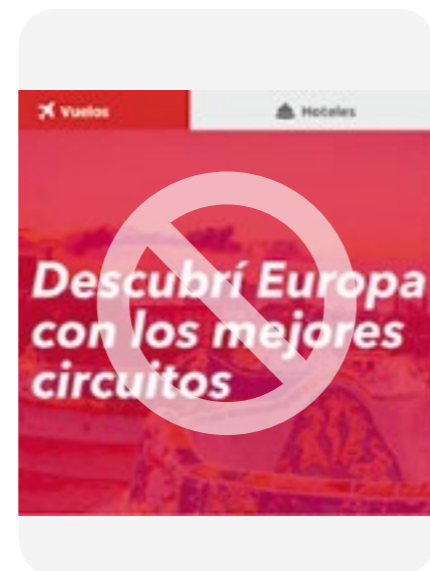 Vuelos
Hoteles
Descubrí Europa
con los mejores
circuitos